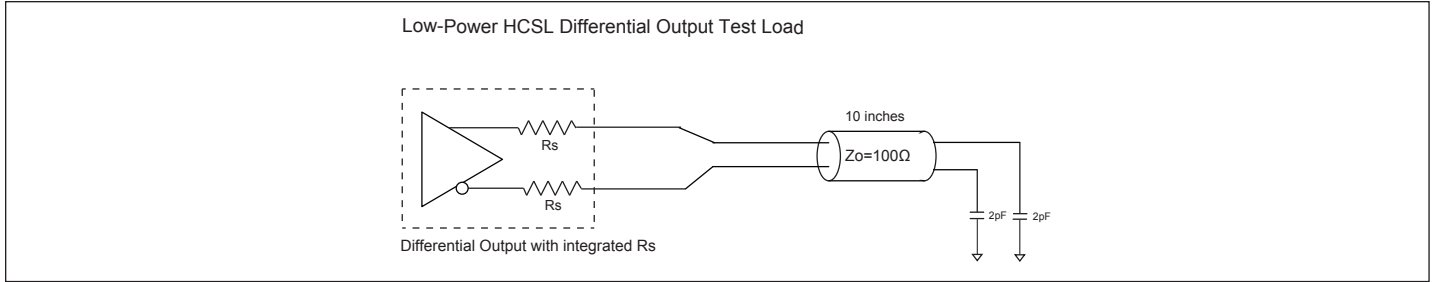 Low-Power HCSL Differential Output Test Load
10 inches
Rs
Zo=100Ω
Rs
2pF 2pF
Differential Output with integrated Rs